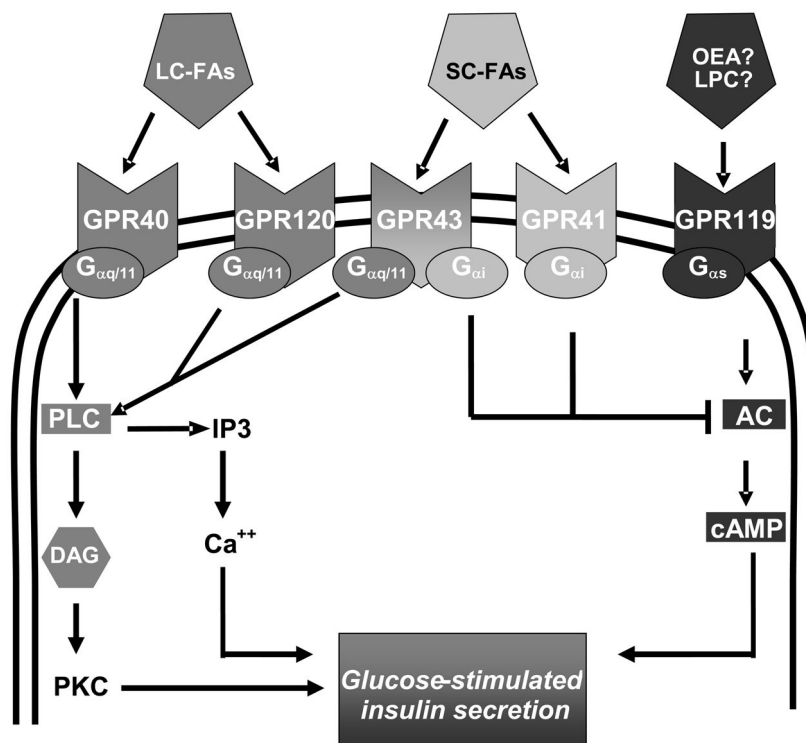 LC-FAs
SC-FAs
OEA?
LPC?
GPR40
GPR120
GPR43
GPR41
GPR119
Gαq/11
Gαq/11
Gαq/11
Gαi
Gαi
Gαs
PLC
IP3
AC
DAG
Ca++
cAMP
PKC
Glucose-stimulated
insulin secretion